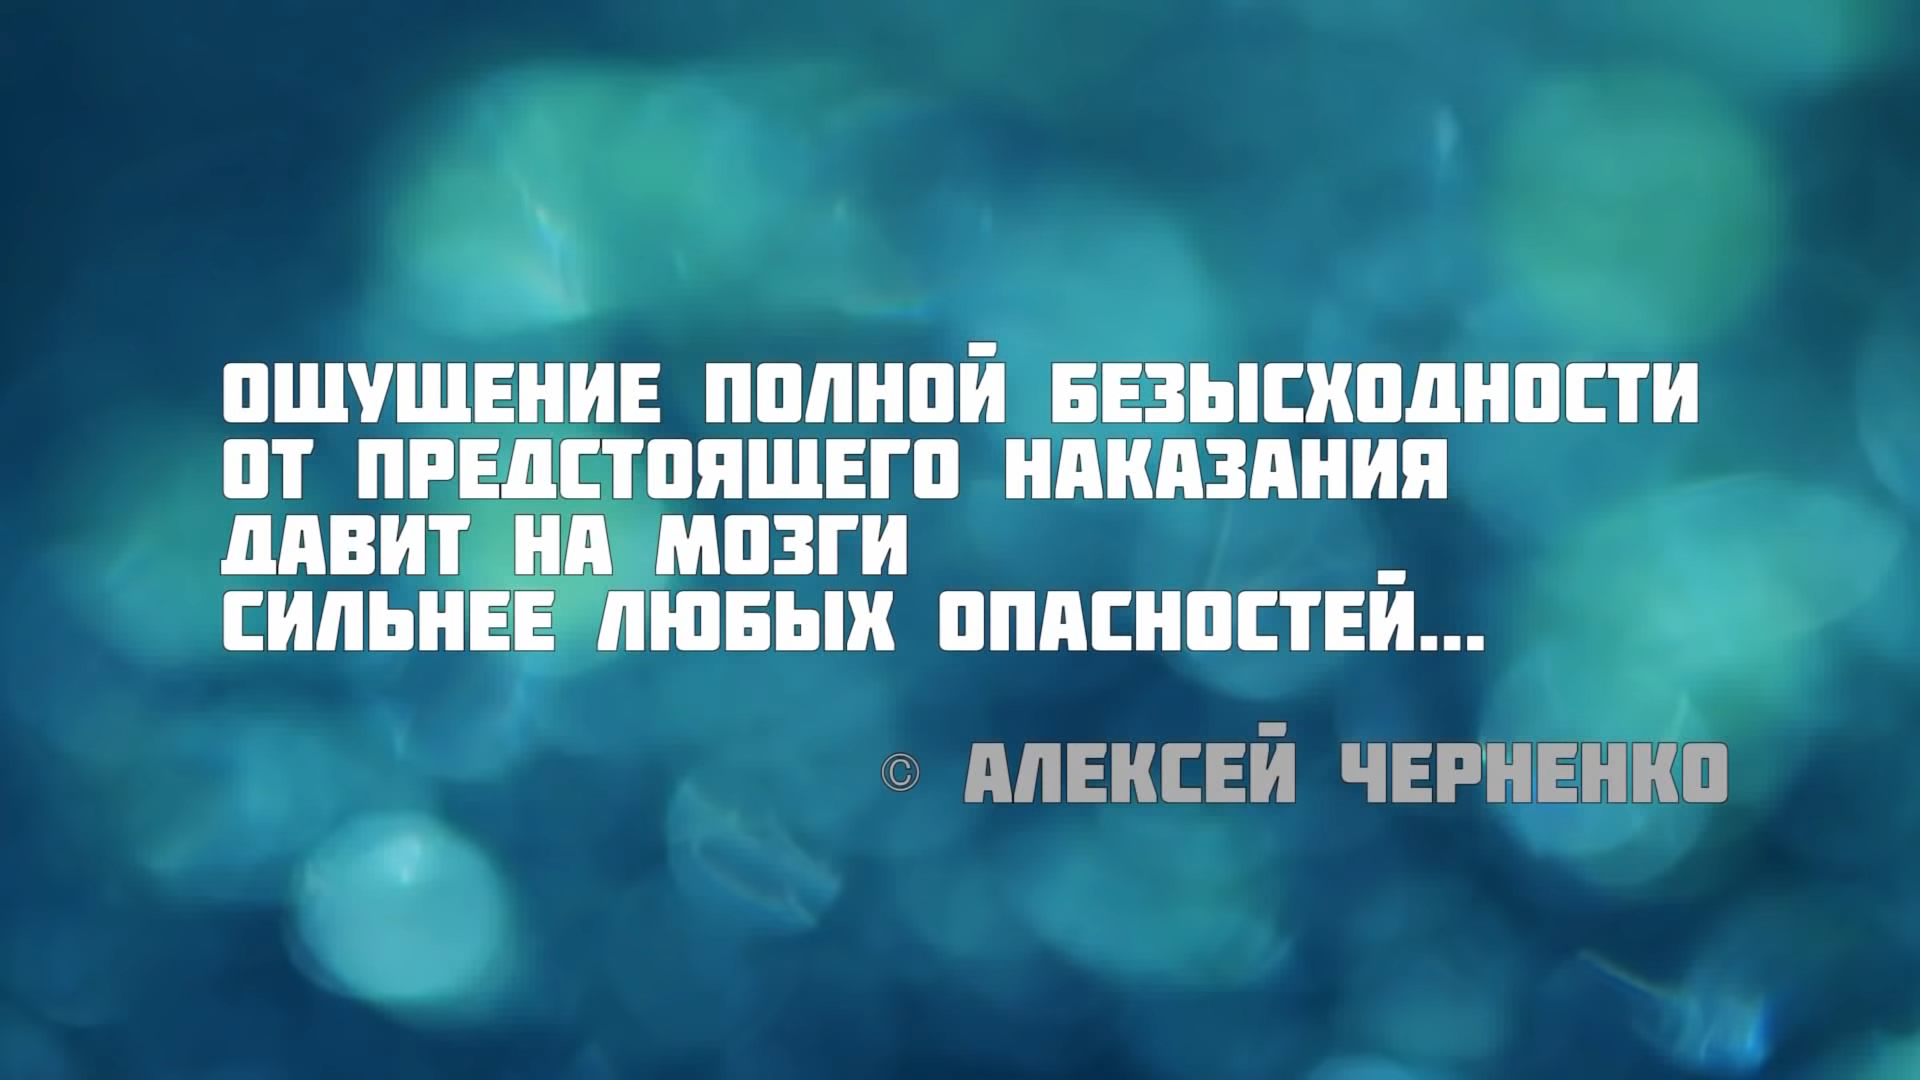 ОЩУЩЕНИЕ ПОЛНОЙ БЕЗЫСХОДНОСТИ
ОТ ПРЕДСТОЯЩЕГО НАКАЗАНИЯ
ДАВИТ НА МОЗГИ
СИЛЬНЕЕ ЛЮБЫХ ОПАСНОСТЕЙ...
© АЛЕКСЕЙ ЧЕРНЕНКО